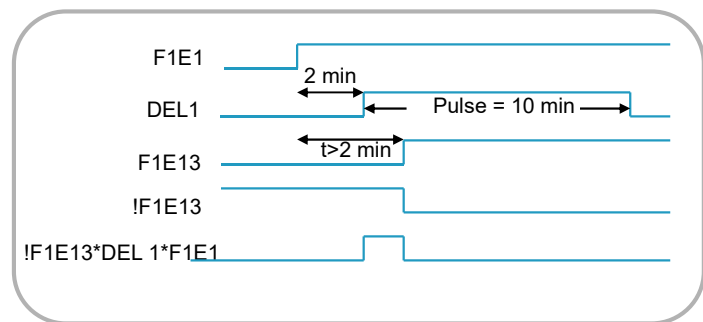 F1E1
2 min
DEL1
Pulse = 10 min
t>2 min
F1E13
!F1E13
!F1E13*DEL 1*F1E1